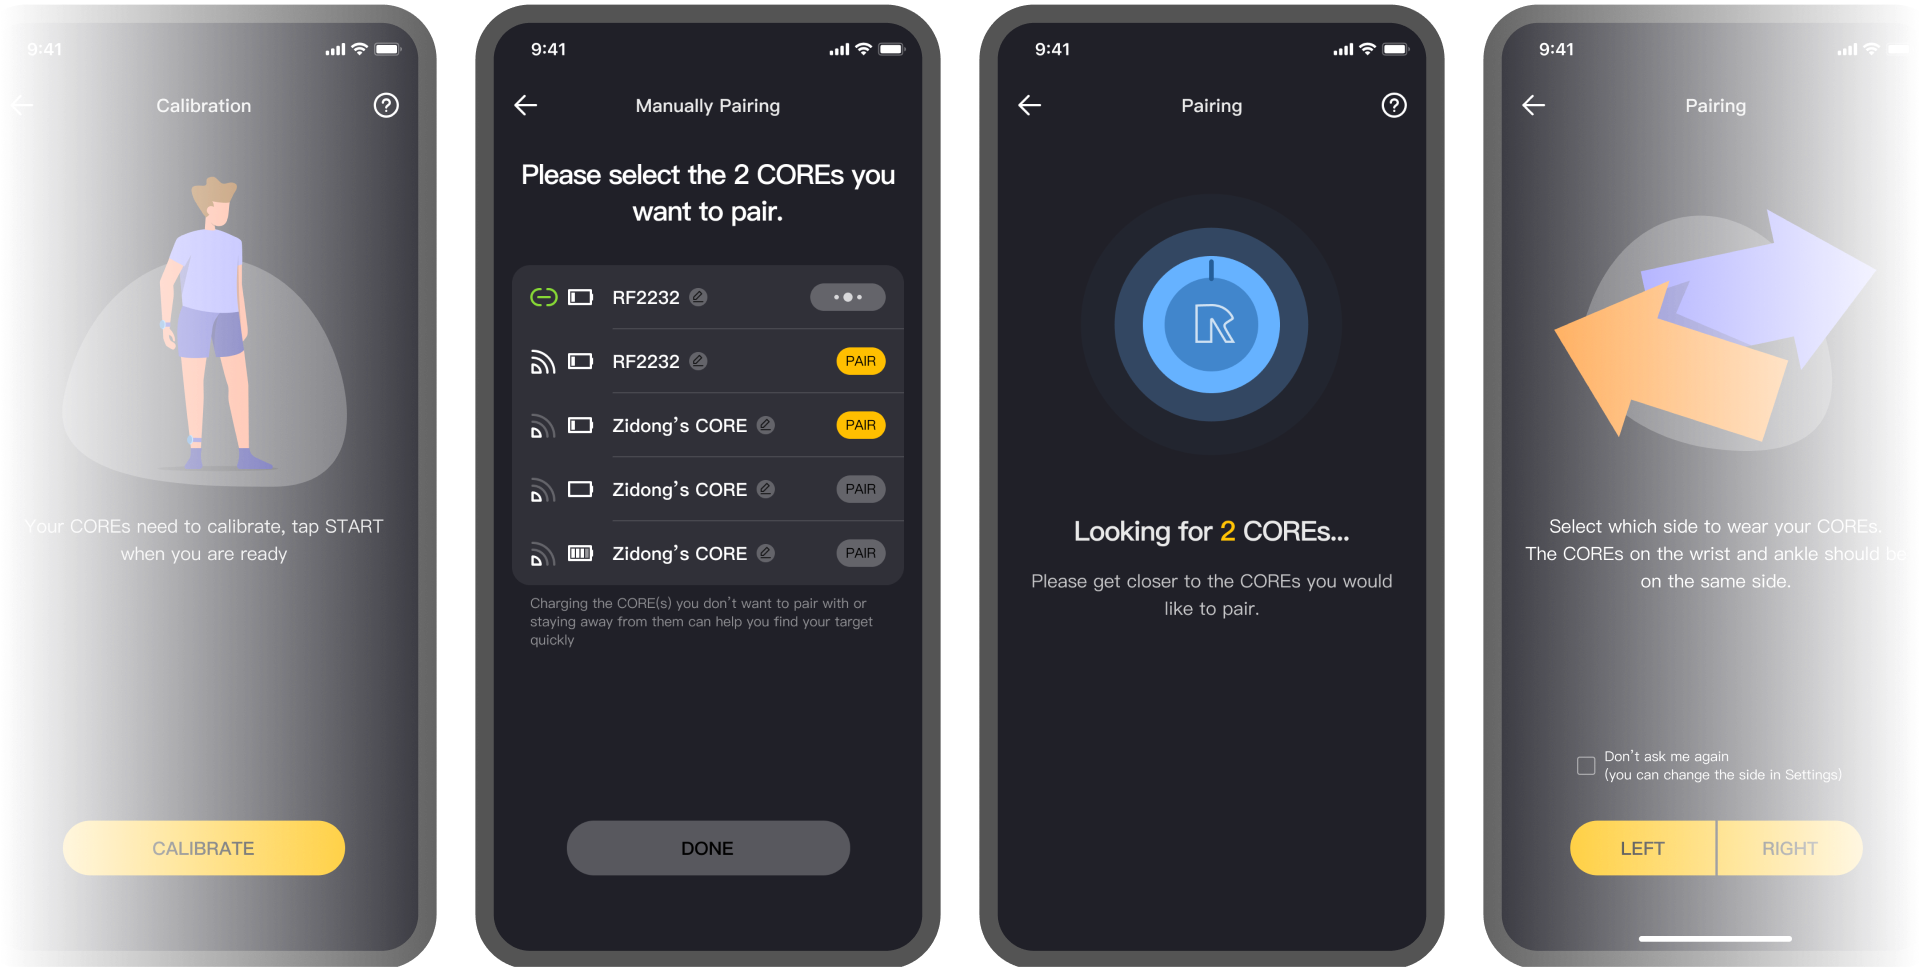 9:41
Calibration
Your COREs need to calibrate, tap START
when you are ready
CALIBRATE
9:41
Manually Pairing
Please select the 2 COREs you
want to pair.
RF2232
RF2232 PAIR
Zidong's CORE PAIR
Zidong's CORE PAIR
Zidong's CORE PAIR
Charging the CORE(s) you don't want to pair with or
staying away from them can help you find your target
quickly
DONE
9:41
Pairing
Looking for 2 COREs...
Please get closer to the COREs you would
like to pair.
9:41
Pairing
Select which side to wear your COREs.
The COREs on the wrist and ankle should be
on the same side.
Don't ask me again
(you can change the side in Settings)
LEFT RIGHT